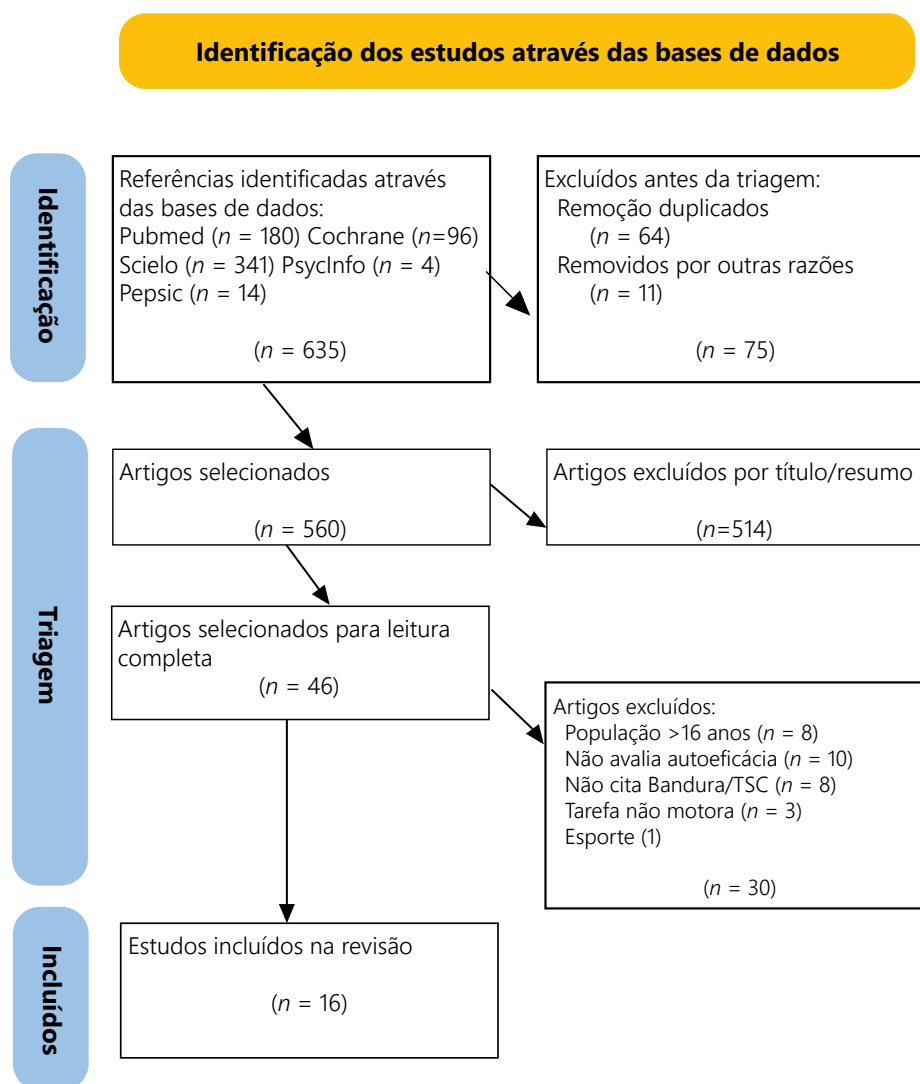 Identificação dos estudos através das bases de dados
Identificação
Referências identificadas através
das bases de dados:
Pubmed (n = 180) Cochrane (n=96)
Scielo (n = 341) PsycInfo (n = 4)
Pepsic (n = 14)
(n = 635)
Excluídos antes da triagem:
Remoção duplicados
(n = 64)
Removidos por outras razões
(n = 11)
(n = 75)
Triagem
Artigos selecionados
(n = 560)
Artigos excluídos por título/resumo
(n=514)
Artigos selecionados para leitura
completa
(n = 46)
Artigos excluídos:
População >16 anos (n = 8)
Não avalia autoeficácia (n = 10)
Não cita Bandura/TSC (n = 8)
Tarefa não motora (n = 3)
Esporte (1)
(n = 30)
Incluídos
Estudos incluídos na revisão
(n = 16)